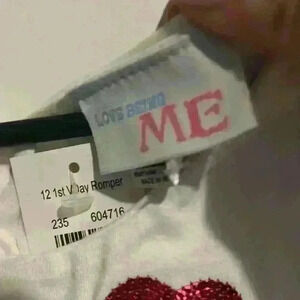 LOVE BEING
ME
12 1st V Day Romper
235 604716